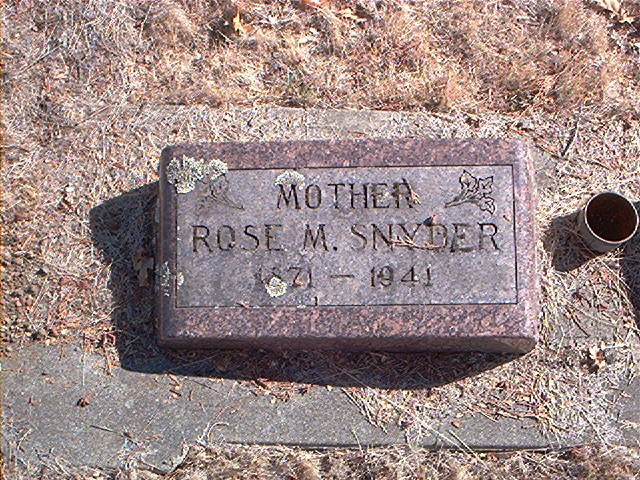 MOTHER
ROSE M. SNYDER
1871 – 1941